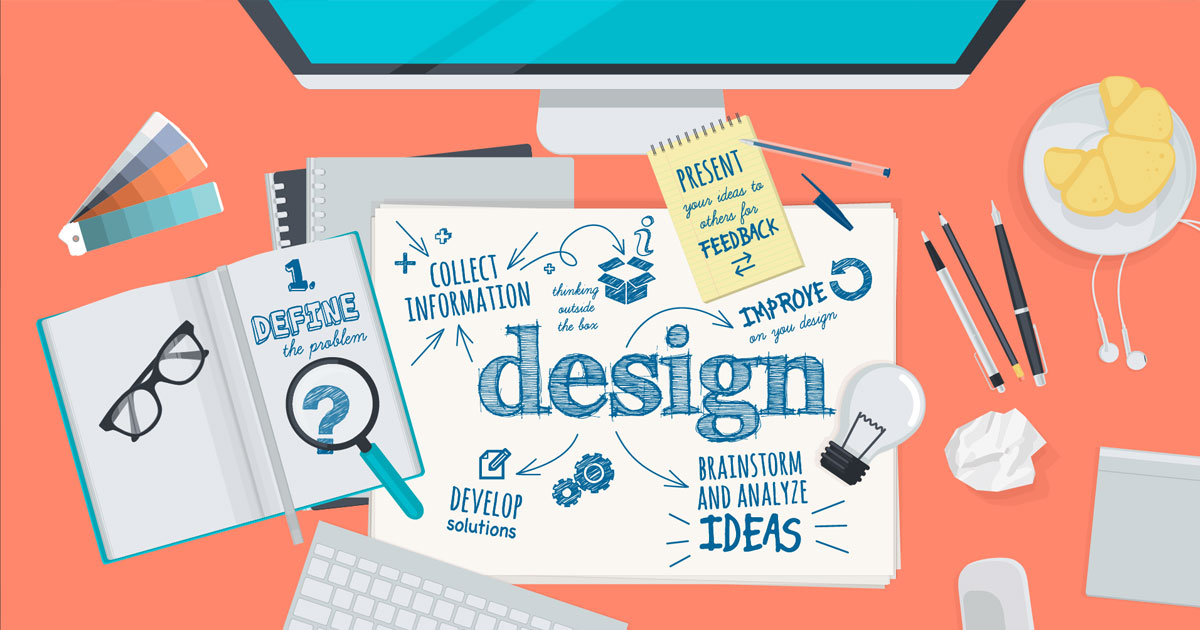 1.
DEFINE
the problem
?
COLLECT
INFORMATION
i
thinking
outside
the box
PRESENT
your ideas to
others for
FEEDBACK
IMPROVE
on you design
design
DEVELOP
solutions
BRAINSTORM
AND ANALYZE
IDEAS